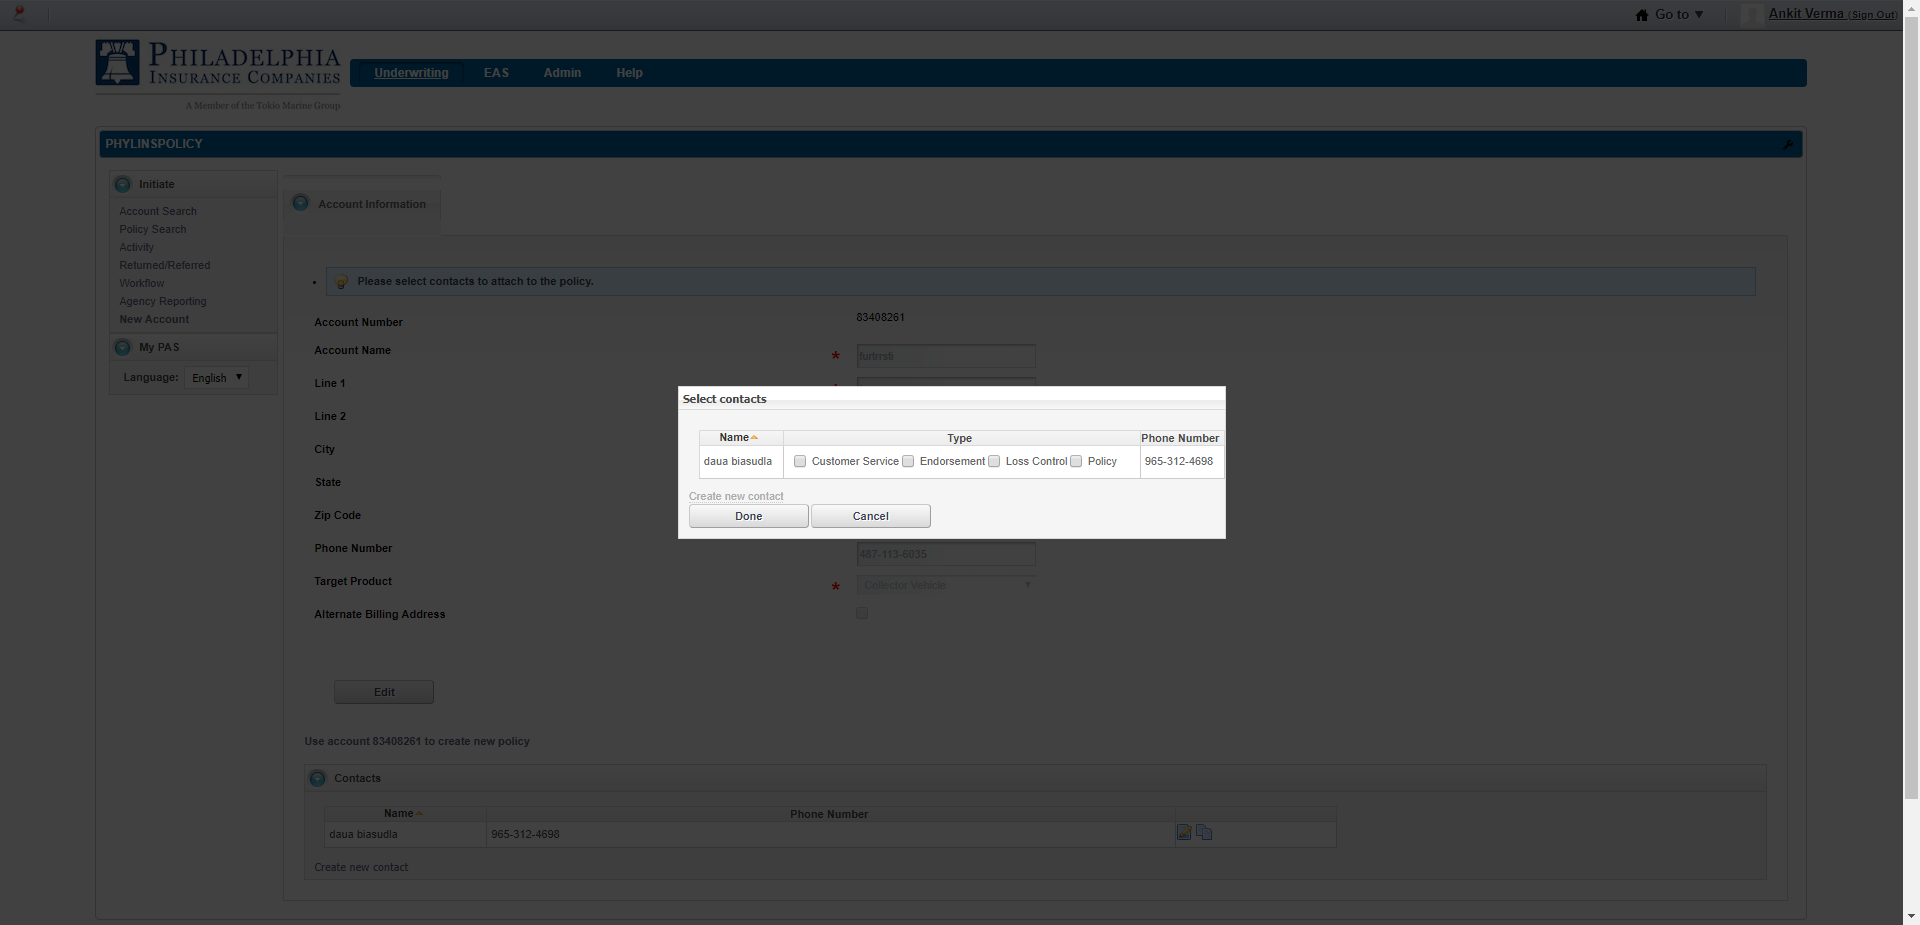 Go to ▼
Ankit Verma (Sign Out)
PHILADELPHIA
INSURANCE COMPANIES
A Member of the Tokio Marine Group
Underwriting EAS Admin Help
PHYLINSPOLICY
Initiate
Account Search
Policy Search
Activity
Returned/Referred
Workflow
Agency Reporting
New Account
My PAS
Language: English ▼
Account Information
Please select contacts to attach to the policy.
Account Number 83408261
Account Name *
Line 1
Line 2
City
State
Zip Code
Phone Number 487-113-6035
Target Product * Collector Vehicle
Alternate Billing Address
Select contacts
Name Type Phone Number
daua biasudla Customer Service Endorsement Loss Control Policy 965-312-4698
Create new contact
Done Cancel
Edit
Use account 83408261 to create new policy
Contacts
Name Phone Number
daua biasudla 965-312-4698
Create new contact